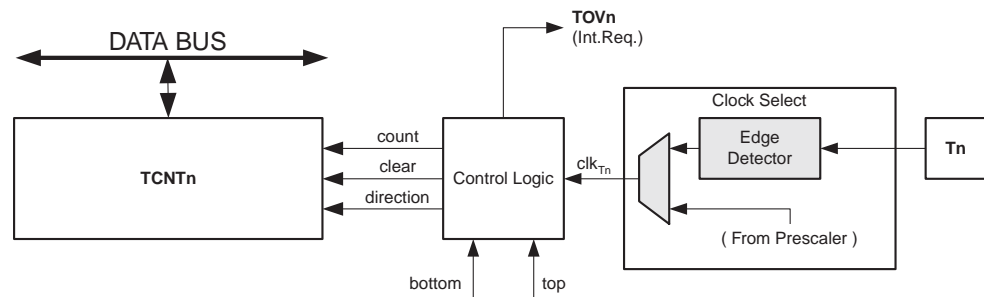 TOVn
(Int.Req.)
DATA BUS
Clock Select
count
Edge
Detector
Tn
TCNTn
clear
Control Logic
clkTn
direction
( From Prescaler )
bottom
top